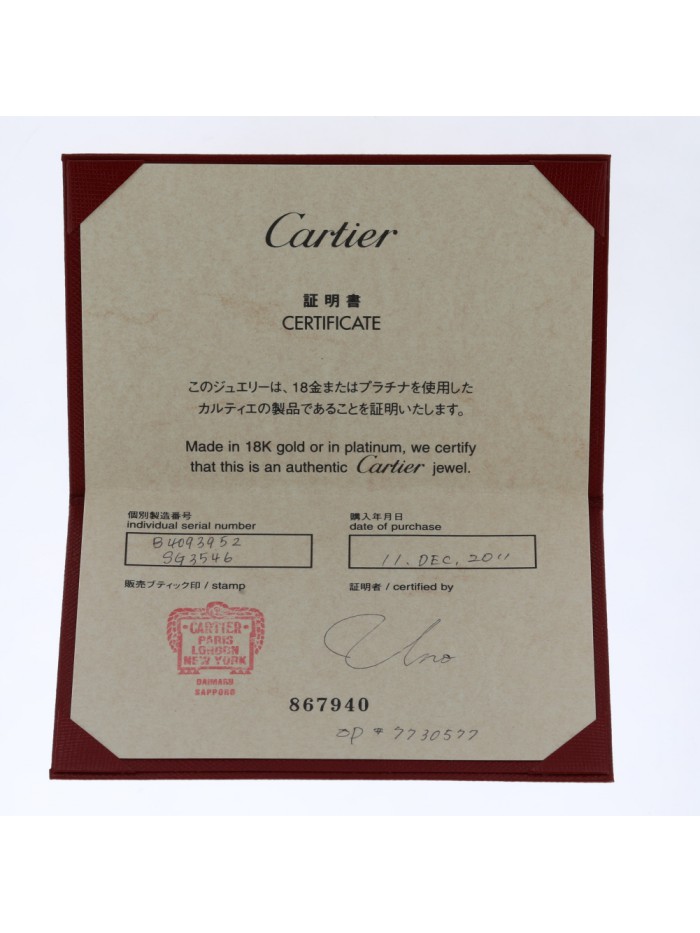 Cartier
証明書
CERTIFICATE
このジュエリーは、18金またはプラチナを使用した
カルティエの製品であることを証明いたします。
Made in 18K gold or in platinum, we certify
that this is an authentic Cartier jewel.
個別製造番号
individual serial number
B4093952
SG3546
購入年月日
date of purchase
11. DEC. 2011
販売ブティック印 / stamp
CARTIER
PARIS
LONDON
NEW YORK
DAIMARU
SAPPORO
証明者 / certified by
Uno
867940
OP # 7730577